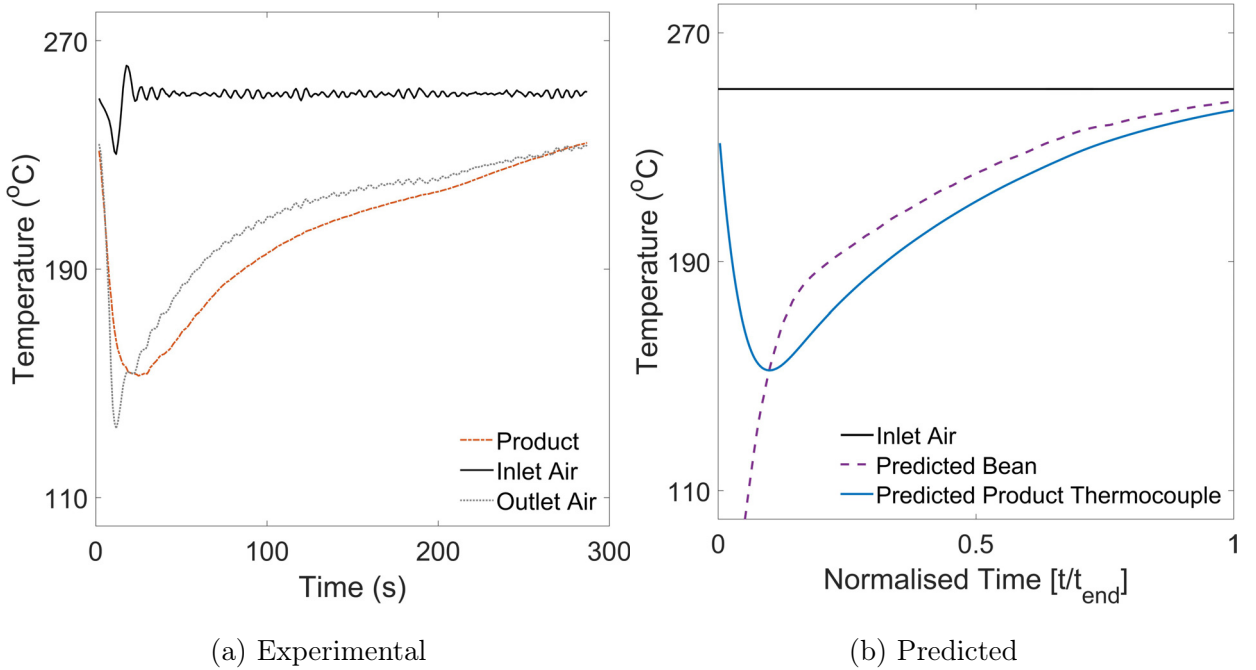 270
190
110
Temperature (°C)
0
100
200
300
Time (s)
Product
Inlet Air
Outlet Air
(a) Experimental
270
190
110
Temperature (°C)
0
0.5
1
Normalised Time [t/t_end]
Inlet Air
Predicted Bean
Predicted Product Thermocouple
(b) Predicted